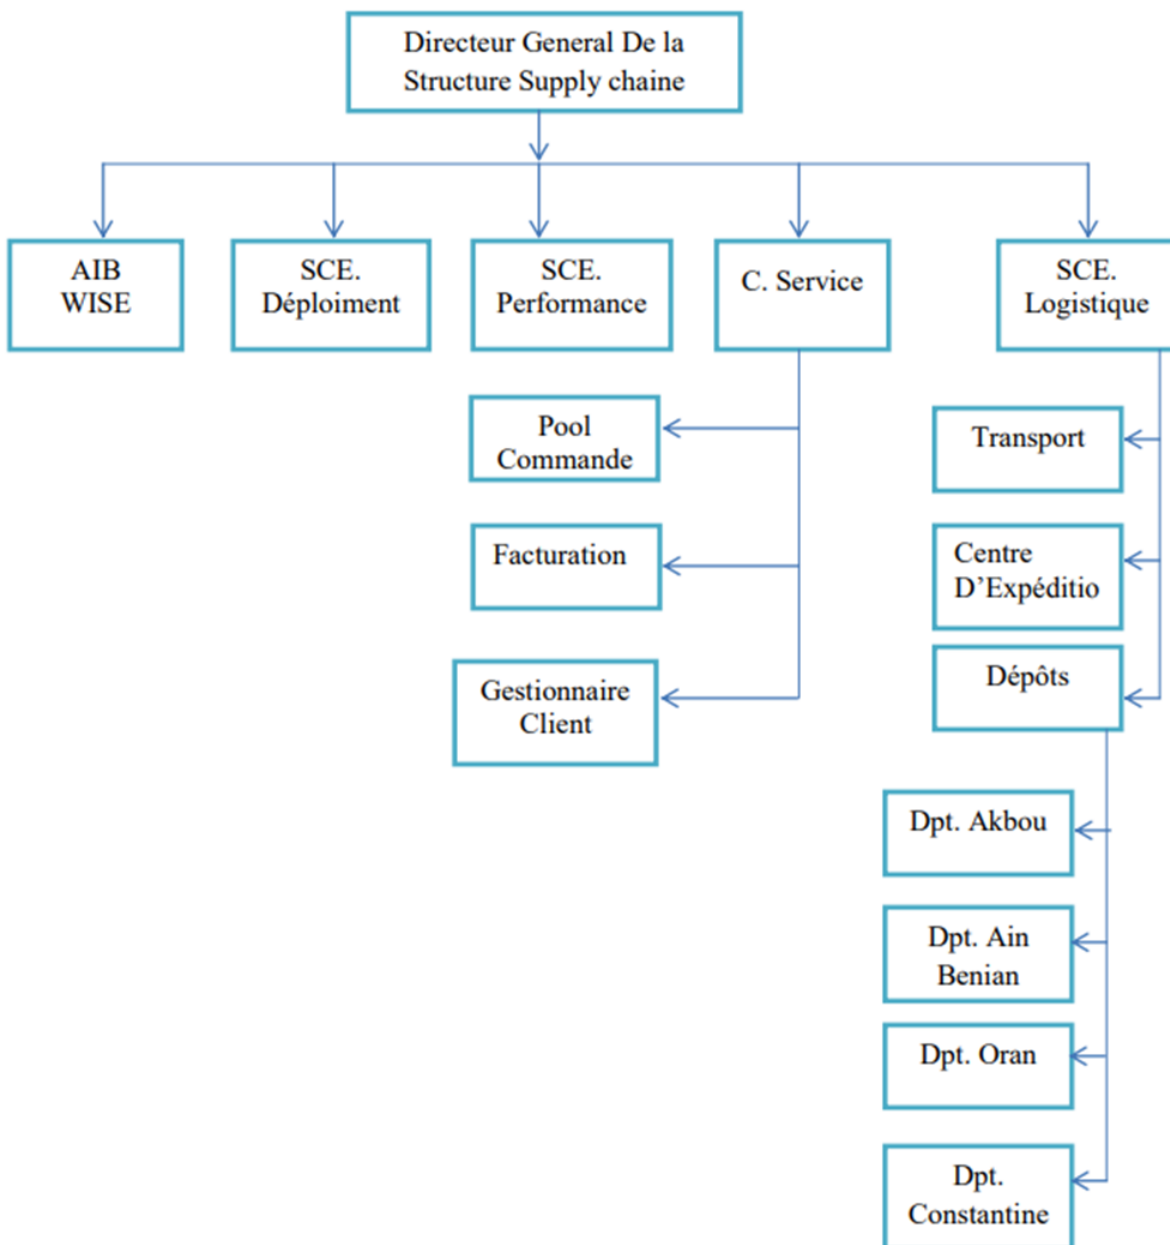 Directeur General De la
Structure Supply chaine
AIB
WISE
SCE.
Déploiment
SCE.
Performance
C. Service
SCE.
Logistique
Pool
Commande
Facturation
Gestionnaire
Client
Transport
Centre
D’Expéditio
Dépôts
Dpt. Akbou
Dpt. Ain
Benian
Dpt. Oran
Dpt.
Constantine